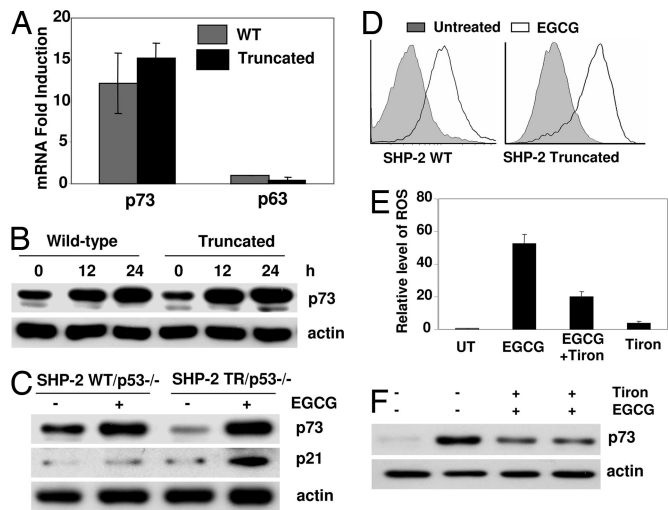 A
mRNA Fold Induction
20
15
10
5
0
WT
Truncated
p73
p63
B
Wild-type
Truncated
0 12 24 0 12 24 h
p73
actin
C
SHP-2 WT/p53-/- SHP-2 TR/p53-/-
- + - + EGCG
p73
p21
actin
D
Untreated EGCG
SHP-2 WT
SHP-2 Truncated
E
Relative level of ROS
80
60
40
20
0
UT EGCG EGCG +Tiron Tiron
F
- - + + Tiron
- - + + EGCG
p73
actin